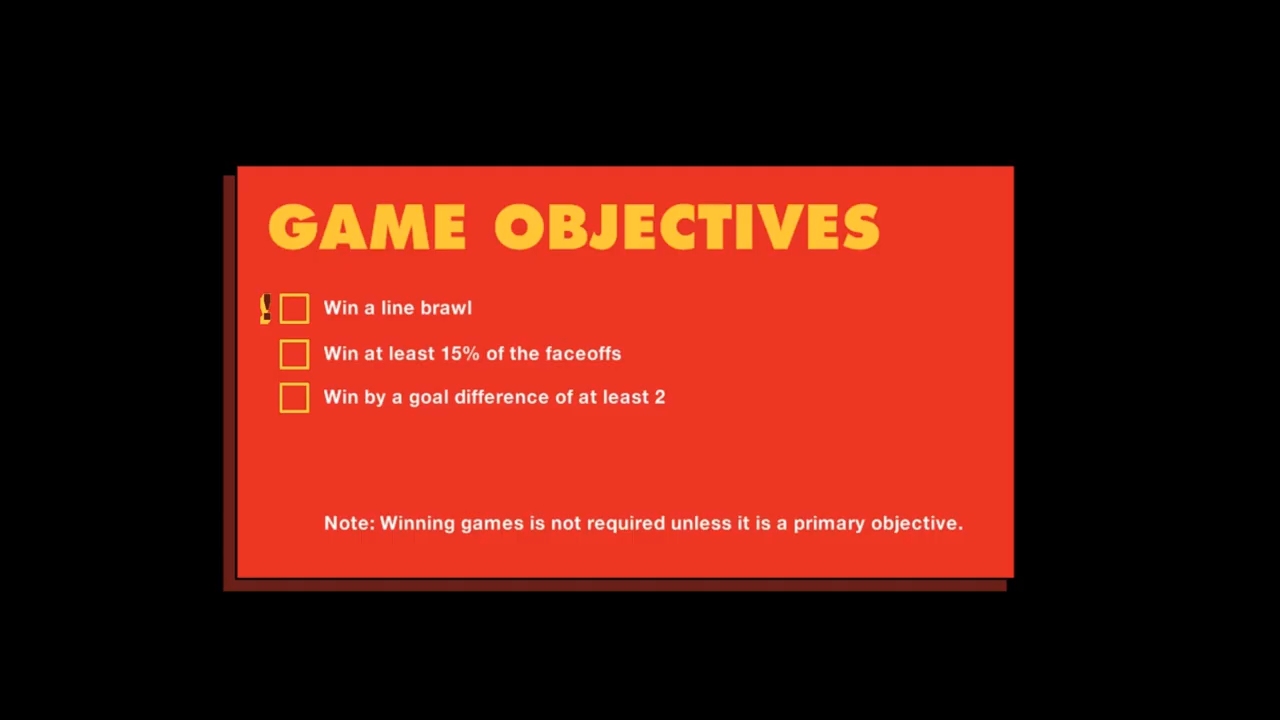 GAME OBJECTIVES
! Win a line brawl
Win at least 15% of the faceoffs
Win by a goal difference of at least 2
Note: Winning games is not required unless it is a primary objective.